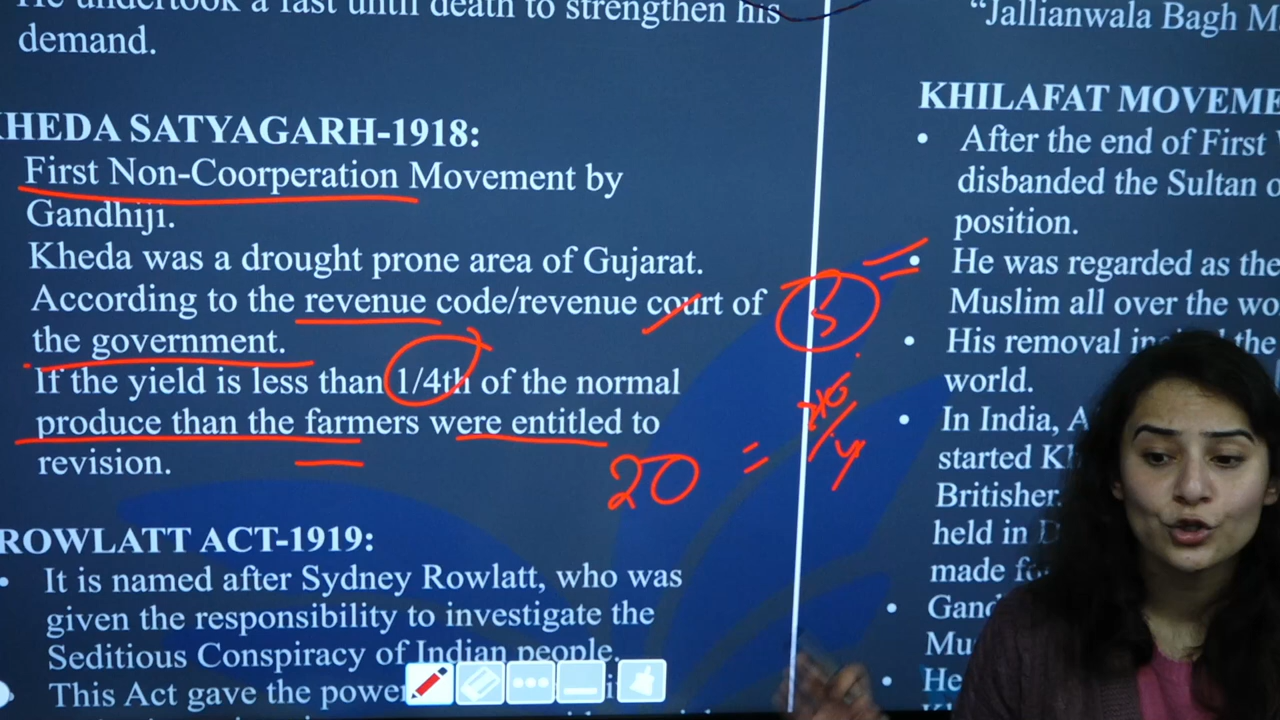 He undertook a fast until death to strengthen his
demand.
KHEDA SATYAGARH-1918:
First Non-Coorperation Movement by
Gandhiji.
Kheda was a drought prone area of Gujarat.
According to the revenue code/revenue court of
the government.
If the yield is less than 1/4th of the normal
produce than the farmers were entitled to
revision.
20 =
5
ROWLATT ACT-1919:
• It is named after Sydney Rowlatt, who was
given the responsibility to investigate the
Seditious Conspiracy of Indian people.
• This Act gave the power
"Jallianwala Bagh
KHILAFAT
• After the end of First
disbanded the Sultan
position.
• He was regarded as the
Muslim all over the
• His removal the
world.
• In India,
started
Britisher.
held in
made
•
• He